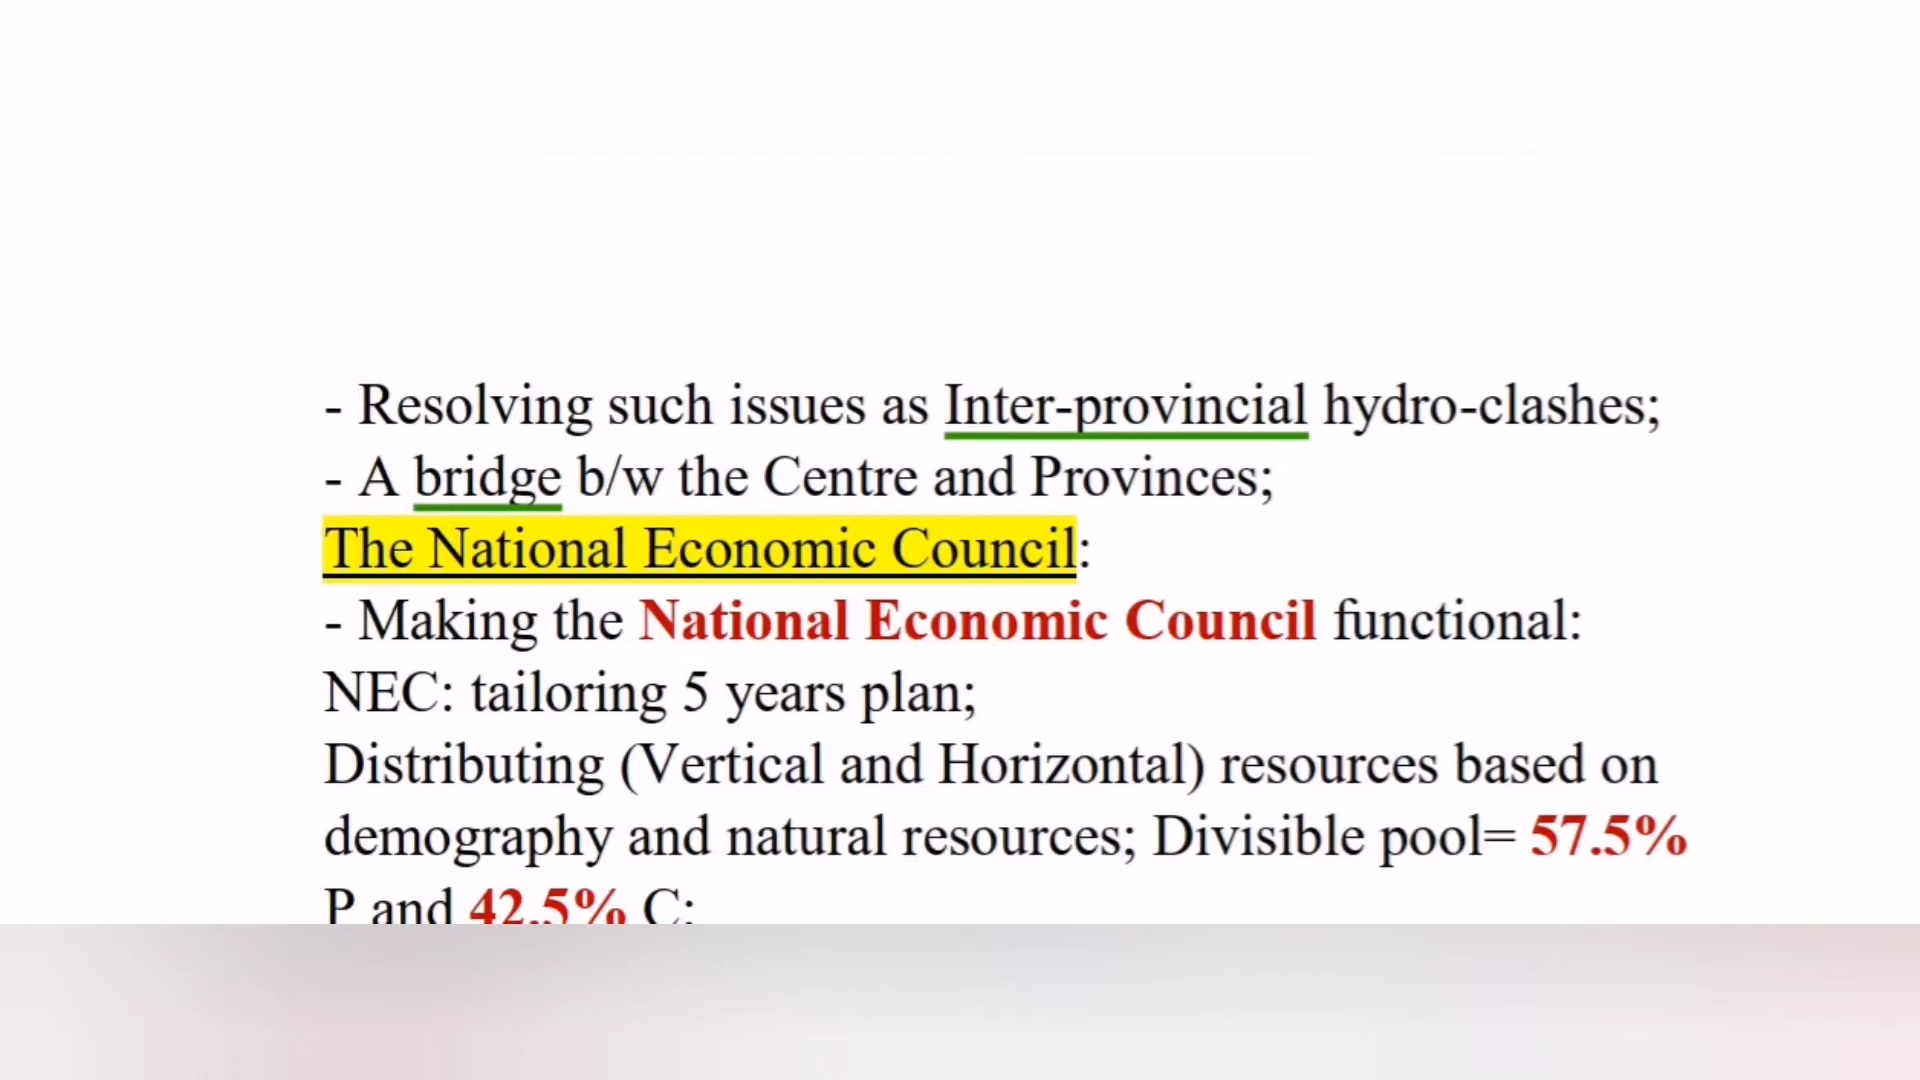 - Resolving such issues as Inter-provincial hydro-clashes;
- A bridge b/w the Centre and Provinces;
The National Economic Council:
- Making the National Economic Council functional:
NEC: tailoring 5 years plan;
Distributing (Vertical and Horizontal) resources based on
demography and natural resources; Divisible pool= 57.5%
P and 42.5% C;